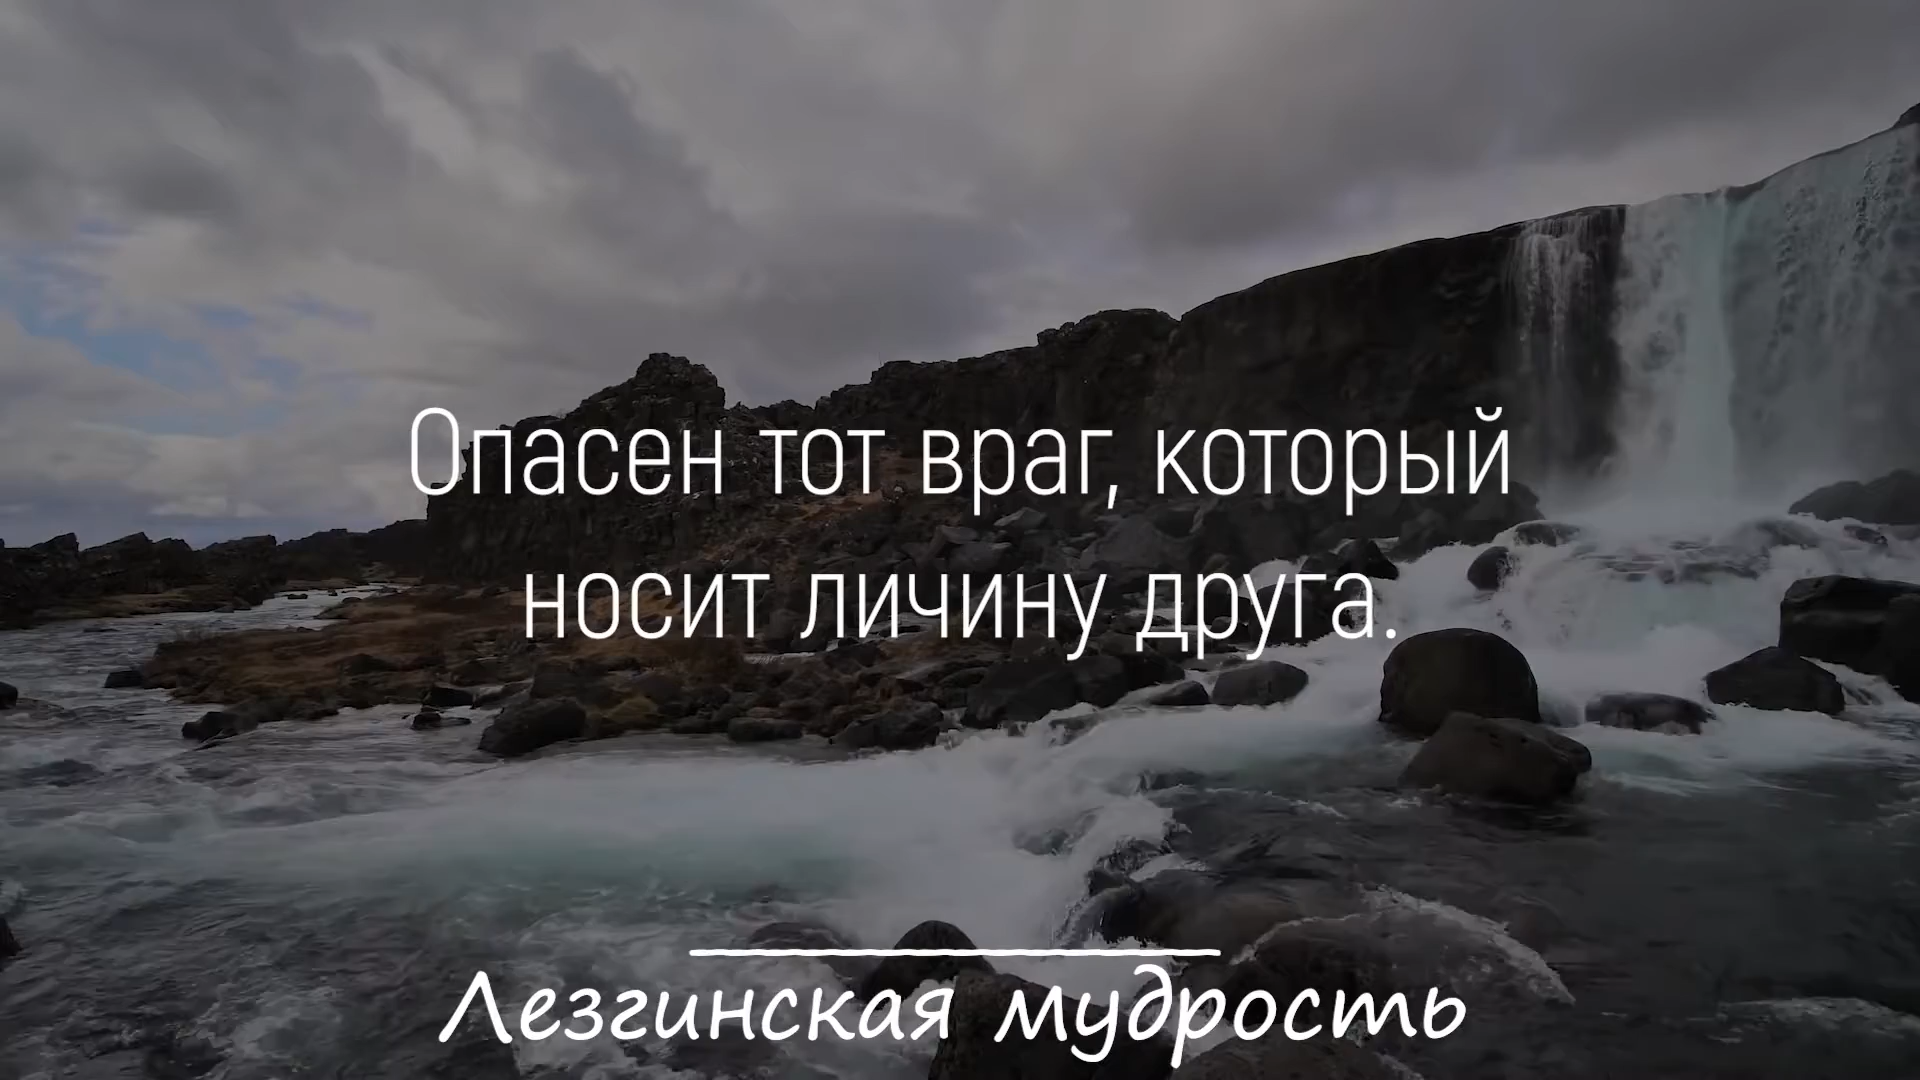 Опасен тот враг, который
носит личину друга.
Лезгинская мудрость